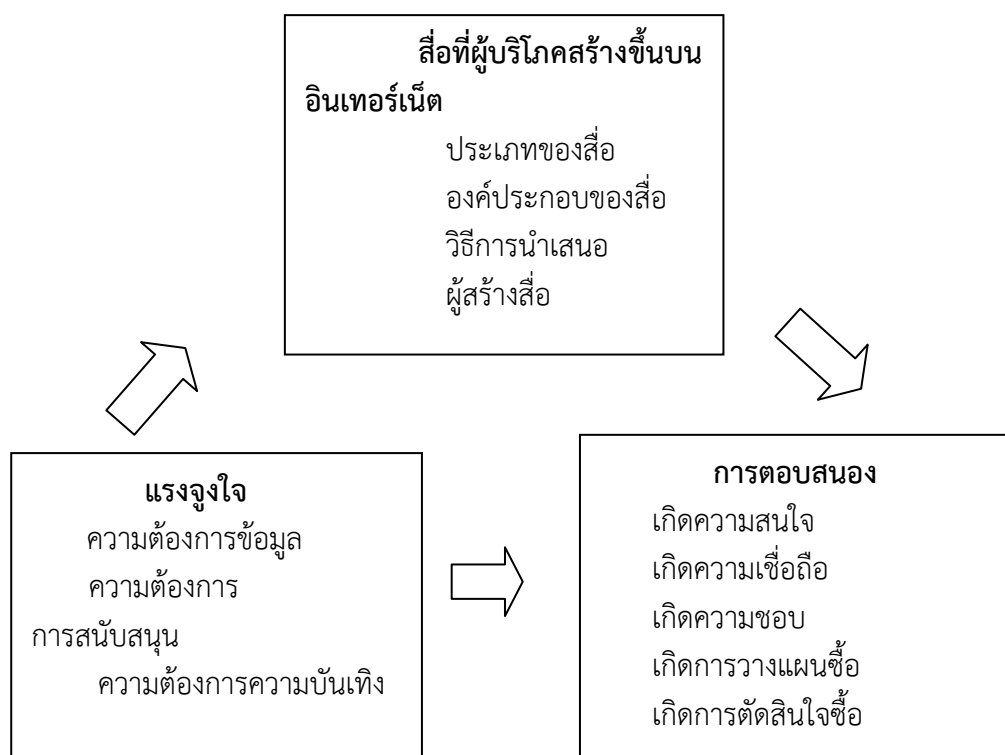 สื่อที่ผู้บริโภคสร้างขึ้นบน
อินเทอร์เน็ต
ประเภทของสื่อ
องค์ประกอบของสื่อ
วิธีการนำเสนอ
ผู้สร้างสื่อ
แรงจูงใจ
ความต้องการข้อมูล
ความต้องการ
การสนับสนุน
ความต้องการความบันเทิง
การตอบสนอง
เกิดความสนใจ
เกิดความเชื่อถือ
เกิดความชอบ
เกิดการวางแผนซื้อ
เกิดการตัดสินใจซื้อ